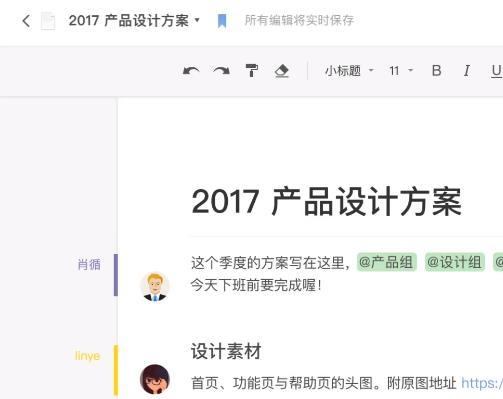 2017 产品设计方案 所有编辑将实时保存
小标题 11 B I U
2017 产品设计方案
肖循 这个季度的方案写在这里，@产品组 @设计组 @
今天下班前要完成喔！
linye 设计素材
首页、功能页与帮助页的头图。附原图地址 https:/